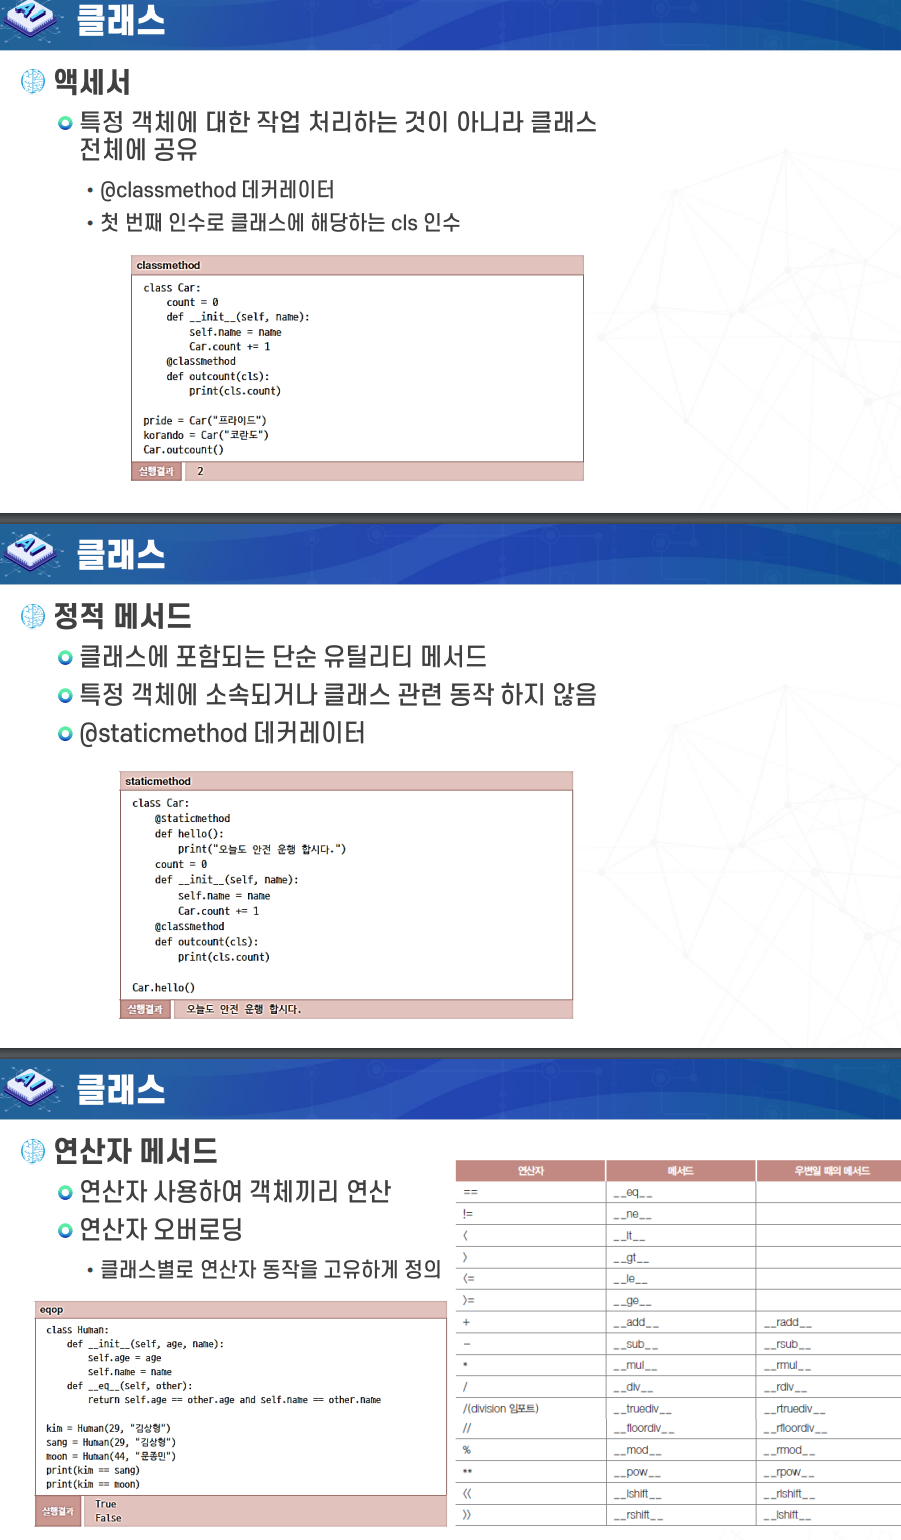 AI
클래스
액세서
특정 객체에 대한 작업 처리하는 것이 아니라 클래스
전체에 공유
• @classmethod 데커레이터
• 첫 번째 인수로 클래스에 해당하는 cls 인수
classmethod
class Car:
    count = 0
    def __init__(self, name):
        self.name = name
        Car.count += 1
    @classmethod
    def outcount(cls):
        print(cls.count)
pride = Car("프라이드")
korando = Car("코란도")
Car.outcount()
실행결과 2
AI
클래스
정적 메서드
클래스에 포함되는 단순 유틸리티 메서드
특정 객체에 소속되거나 클래스 관련 동작 하지 않음
@staticmethod 데커레이터
staticmethod
class Car:
    @staticmethod
    def hello():
        print("오늘도 안전 운행 합시다.")
    count = 0
    def __init__(self, name):
        self.name = name
        Car.count += 1
    @classmethod
    def outcount(cls):
        print(cls.count)
Car.hello()
실행결과 오늘도 안전 운행 합시다.
AI
클래스
연산자 메서드
연산자 사용하여 객체끼리 연산
연산자 오버로딩
• 클래스별로 연산자 동작을 고유하게 정의
eqop
class Human:
    def __init__(self, age, name):
        self.age = age
        self.name = name
    def __eq__(self, other):
        return self.age == other.age and self.name == other.name
kim = Human(29, "김상형")
sang = Human(29, "김상형")
moon = Human(44, "문종민")
print(kim == sang)
print(kim == moon)
실행결과 True
False
연산자 메서드 우변일 때의 메서드
== __eq__
!= __ne__
< __lt__
> __gt__
<= __le__
>= __ge__
+ __add__ __radd__
- __sub__ __rsub__
* __mul__ __rmul__
/ __div__ __rdiv__
/(division 임포트) __truediv__ __rtruediv__
// __floordiv__ __rfloordiv__
% __mod__ __rmod__
** __pow__ __rpow__
<< __lshift__ __rlshift__
>> __rshift__ __lshift__